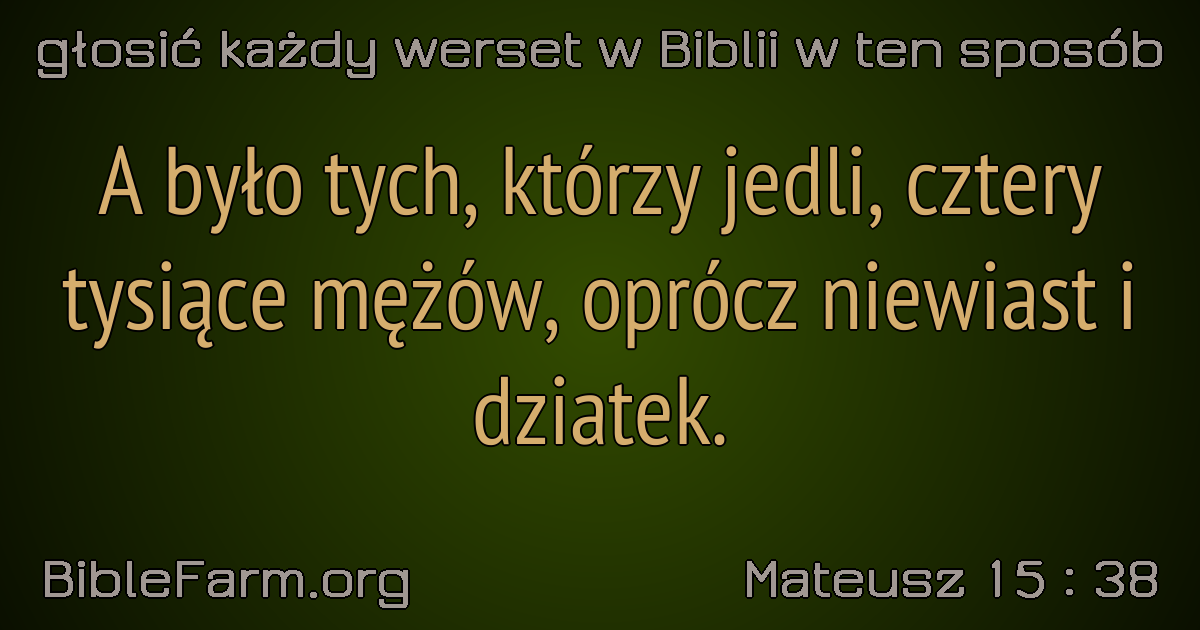 głosić każdy werset w Biblii w ten sposób
A było tych, którzy jedli, cztery
tysiące mężów, oprócz niewiast i
dziatek.
BibleFarm.org
Mateusz 15 : 38